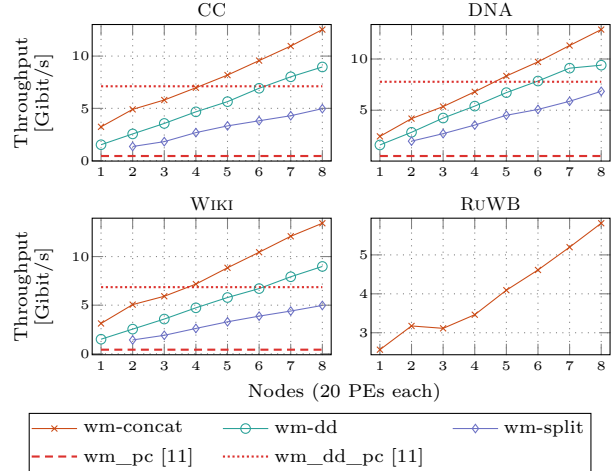 CC
DNA
Throughput
[Gibit/s]
10
5
0
1 2 3 4 5 6 7 8
10
5
1 2 3 4 5 6 7 8
WIKI
RUWB
Throughput
[Gibit/s]
10
5
0
1 2 3 4 5 6 7 8
5
4
3
1 2 3 4 5 6 7 8
Nodes (20 PEs each)
wm-concat wm-dd wm-split
wm_pc [11] wm_dd_pc [11]